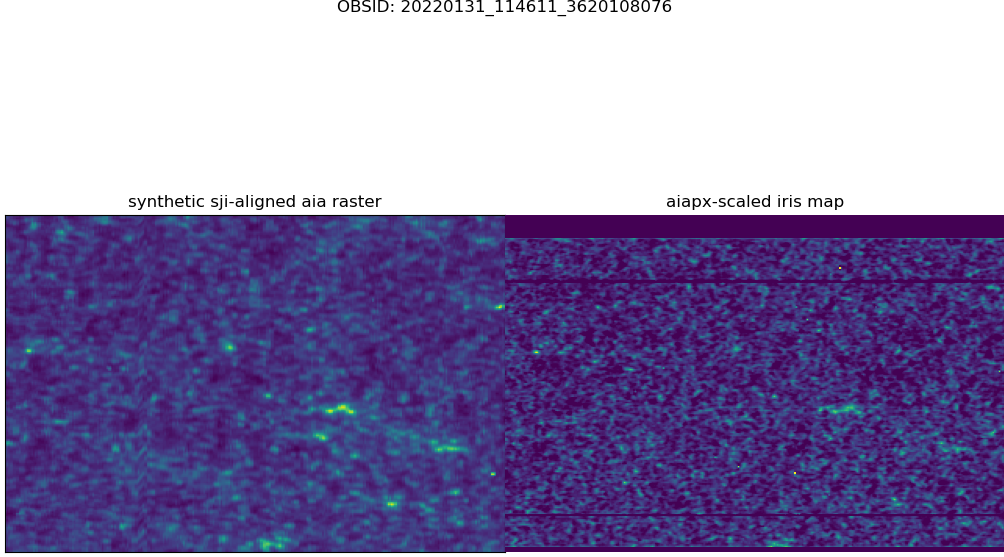 OBSID: 20220131_114611_3620108076
synthetic sji-aligned aia raster
aiapx-scaled iris map